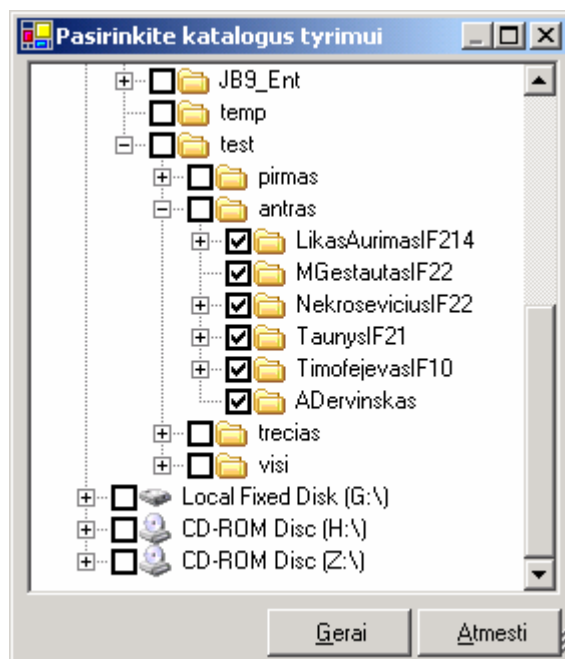 Pasirinkite katalogus tyrimui
JB9_Ent
temp
test
pirmas
antras
LikasAurimasIF214
MGestautasIF22
NekroseviciusIF22
TaunysIF21
TimofejevasIF10
ADervinskas
trecias
visi
Local Fixed Disk (G:\)
CD-ROM Disc (H:\)
CD-ROM Disc (Z:\)
Gerai
Atmesti